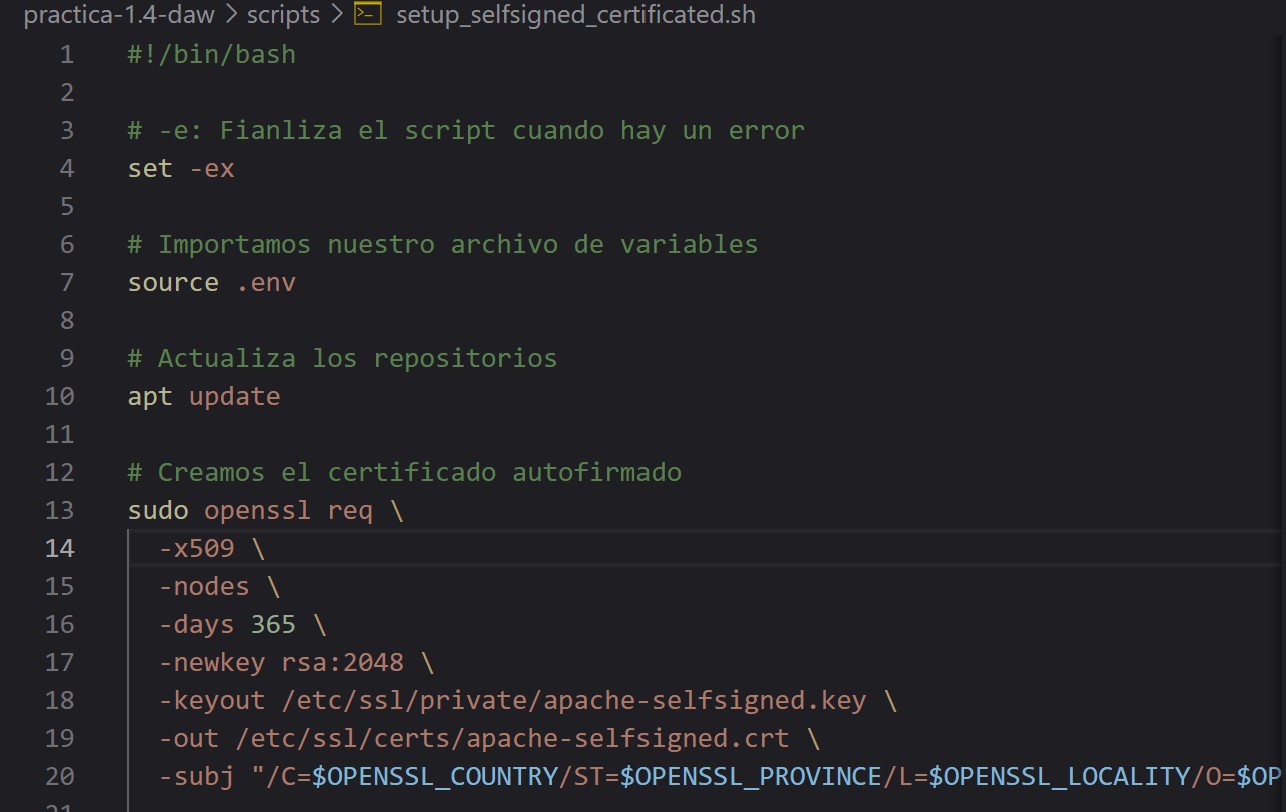 practica-1.4-daw > scripts > setup_selfsigned_certificated.sh
1 #!/bin/bash
2
3 # -e: Fianliza el script cuando hay un error
4 set -ex
5
6 # Importamos nuestro archivo de variables
7 source .env
8
9 # Actualiza los repositorios
10 apt update
11
12 # Creamos el certificado autofirmado
13 sudo openssl req \
14 -x509 \
15 -nodes \
16 -days 365 \
17 -newkey rsa:2048 \
18 -keyout /etc/ssl/private/apache-selfsigned.key \
19 -out /etc/ssl/certs/apache-selfsigned.crt \
20 -subj "/C=$OPENSSL_COUNTRY/ST=$OPENSSL_PROVINCE/L=$OPENSSL_LOCALITY/O=$OP
21